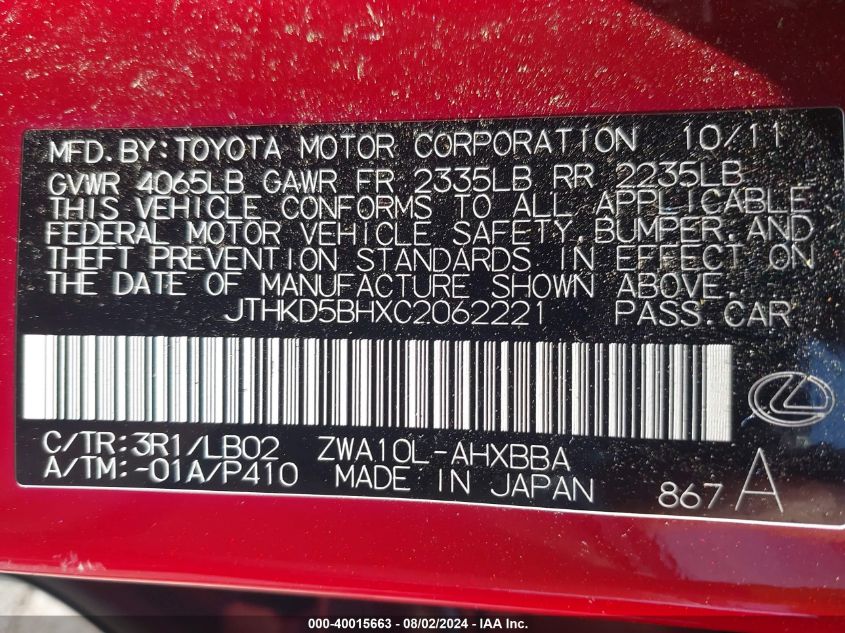 MFD.BY:TOYOTA MOTOR CORPORATION 10/11
GVWR 4065LB GAWR FR 2335LB RR 2235LB
THIS VEHICLE CONFORMS TO ALL APPLICABLE
FEDERAL MOTOR VEHICLE SAFETY,BUMPER,AND
THEFT PREVENTION STANDARDS IN EFFECT ON
THE DATE OF MANUFACTURE SHOWN ABOVE.
JTHKD5BHXC2062221 PASS.CAR
C/TR:3R1/LB02 ZWA10L-AHXBBA
A/TM:-01A/P410 MADE IN JAPAN 867A
000-40015663 - 08/02/2024 - IAA Inc.